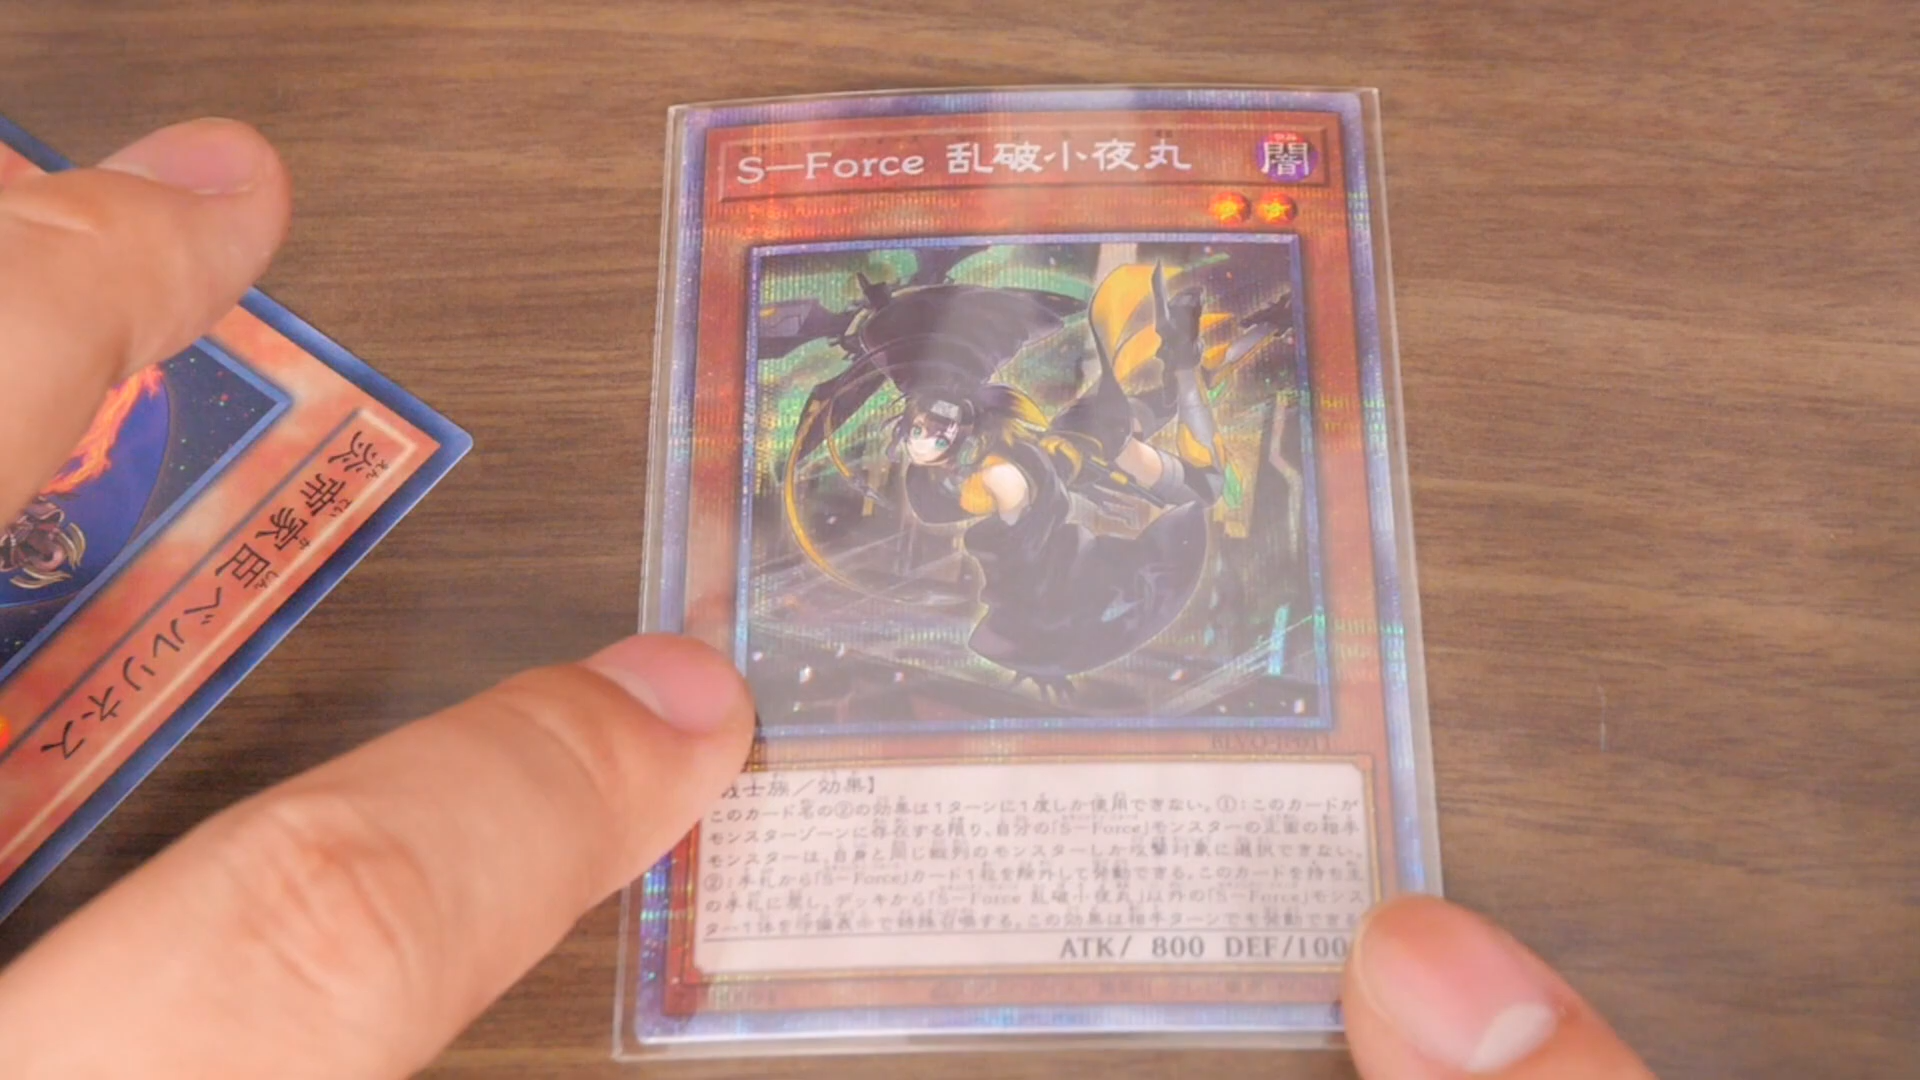 S－Force 乱破小夜丸
闇
BLVO-JP011
戦士族／効果】
このカード名の②の効果は1ターンに1度しか使用できない。①：このカードが
モンスターゾーンに存在する限り、自分の「S－Force」モンスターの正面の相手
モンスターは、自身と同じ縦列のモンスターしか攻撃対象に選択できない。
②：手札から「S－Force」カード1枚を除外して発動できる。このカードを持ち主
の手札に戻し、デッキから「S－Force 乱破小夜丸」以外の「S－Force」モンス
ター1体を守備表示で特殊召喚する。この効果は相手ターンでも発動できる
ATK/ 800 DEF/100
炎帝家臣ベルリネス
えん てい か しん